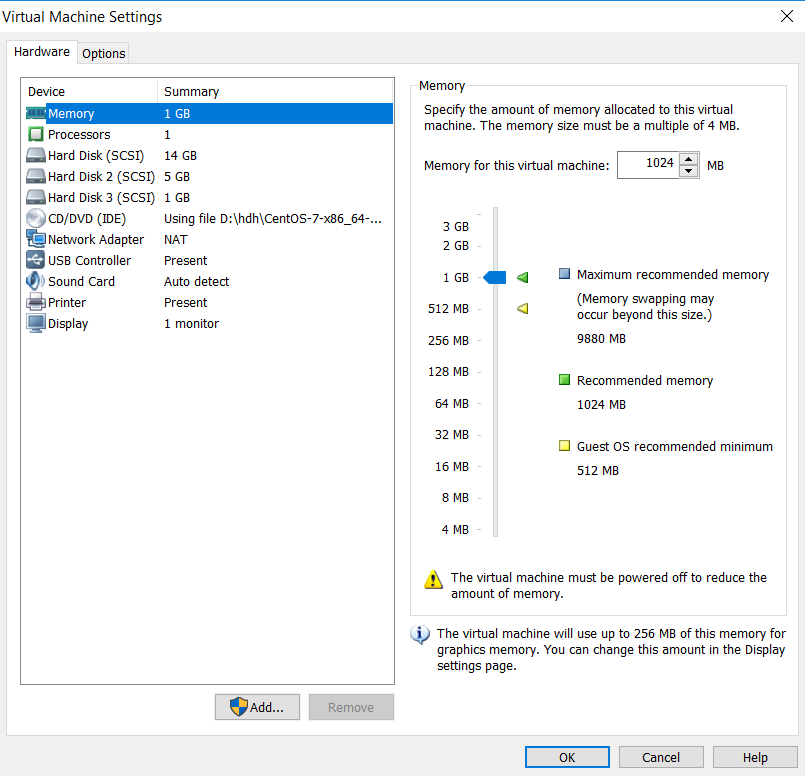 Virtual Machine Settings
Hardware
Options
Device Summary
Memory 1 GB
Processors 1
Hard Disk (SCSI) 14 GB
Hard Disk 2 (SCSI) 5 GB
Hard Disk 3 (SCSI) 1 GB
CD/DVD (IDE) Using file D:\hdh\CentOS-7-x86_64-...
Network Adapter NAT
USB Controller Present
Sound Card Auto detect
Printer Present
Display 1 monitor
Add...
Remove
Memory
Specify the amount of memory allocated to this virtual
machine. The memory size must be a multiple of 4 MB.
Memory for this virtual machine: 1024 MB
3 GB
2 GB
1 GB
512 MB
256 MB
128 MB
64 MB
32 MB
16 MB
8 MB
4 MB
Maximum recommended memory
(Memory swapping may
occur beyond this size.)
9880 MB
Recommended memory
1024 MB
Guest OS recommended minimum
512 MB
The virtual machine must be powered off to reduce the
amount of memory.
The virtual machine will use up to 256 MB of this memory for
graphics memory. You can change this amount in the Display
settings page.
OK
Cancel
Help